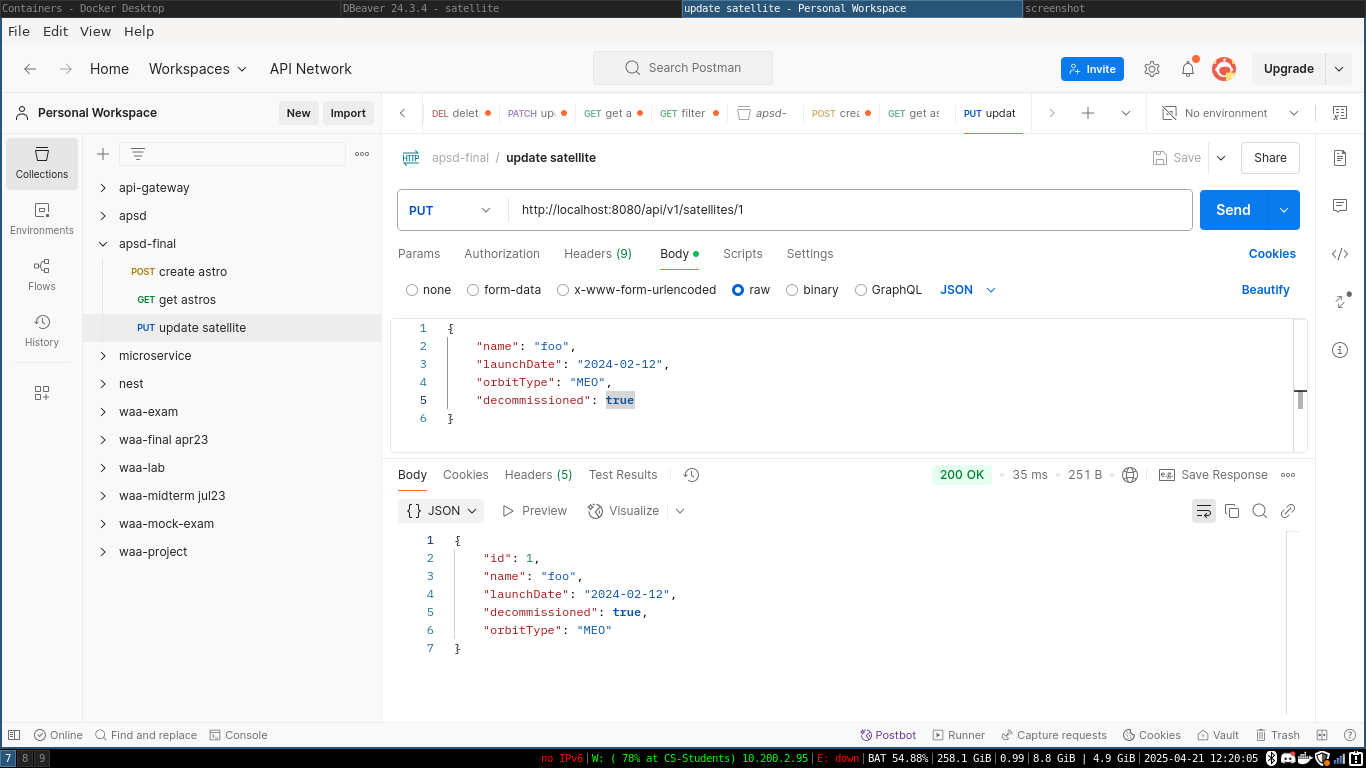 Containers - Docker Desktop DBeaver 24.3.4 - satellite update satellite - Personal Workspace screenshot
File Edit View Help
Home Workspaces API Network Search Postman Invite Upgrade
Personal Workspace New Import DEL delet PATCH up GET get a GET filter apsd- POST crea GET get as PUT updat No environment
Collections
Environments
Flows
History
api-gateway
apsd
apsd-final
POST create astro
GET get astros
PUT update satellite
microservice
nest
waa-exam
waa-final apr23
waa-lab
waa-midterm jul23
waa-mock-exam
waa-project
HTTP apsd-final / update satellite Save Share
PUT http://localhost:8080/api/v1/satellites/1 Send
Params Authorization Headers (9) Body Scripts Settings Cookies
none form-data x-www-form-urlencoded raw binary GraphQL JSON Beautify
1 {
2 "name": "foo",
3 "launchDate": "2024-02-12",
4 "orbitType": "MEO",
5 "decommissioned": true
6 }
Body Cookies Headers (5) Test Results 200 OK 35 ms 251 B e.g. Save Response
{} JSON Preview Visualize
1 {
2 "id": 1,
3 "name": "foo",
4 "launchDate": "2024-02-12",
5 "decommissioned": true,
6 "orbitType": "MEO"
7 }
Online Find and replace Console Postbot Runner Capture requests Cookies Vault Trash
7 8 9 no IPv6|W: ( 78% at CS-Students) 10.200.2.95|E: down|BAT 54.88%|258.1 GiB|0.99|8.8 GiB | 4.9 GiB|2025-04-21 12:20:05